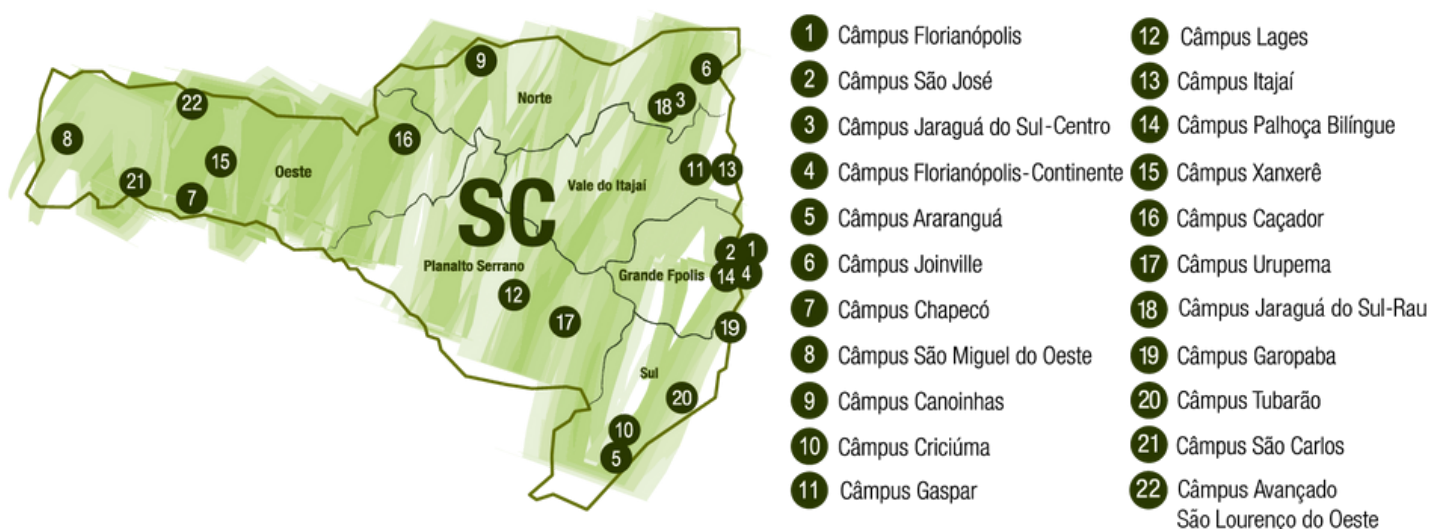 9
6
Norte
22
18
3
8
16
15
Oeste
11
13
21
7
SC
Vale do Itajaí
2
1
Planalto Serrano
Grande Fpolis
14
4
12
17
19
Sul
20
10
5
1 Câmpus Florianópolis
2 Câmpus São José
3 Câmpus Jaraguá do Sul-Centro
4 Câmpus Florianópolis-Continente
5 Câmpus Araranguá
6 Câmpus Joinville
7 Câmpus Chapecó
8 Câmpus São Miguel do Oeste
9 Câmpus Canoinhas
10 Câmpus Criciúma
11 Câmpus Gaspar
12 Câmpus Lages
13 Câmpus Itajaí
14 Câmpus Palhoça Bilíngue
15 Câmpus Xanxerê
16 Câmpus Caçador
17 Câmpus Urupema
18 Câmpus Jaraguá do Sul-Rau
19 Câmpus Garopaba
20 Câmpus Tubarão
21 Câmpus São Carlos
22 Câmpus Avançado
São Lourenço do Oeste